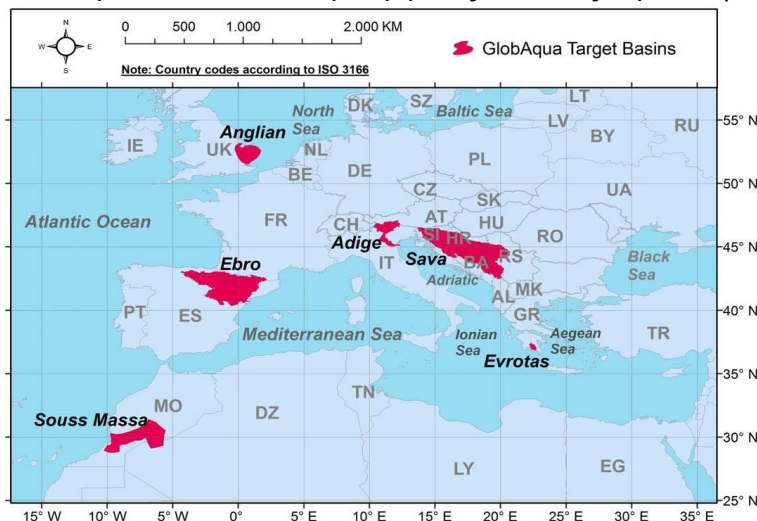 N
W E
S
0 500 1.000 2.000 KM
GlobAqua Target Basins
Note: Country codes according to ISO 3166
DK
SZ
LT
North
Sea
Baltic Sea
LV
RU
55° N
Anglian
IE
UK
NL
BY
BE
DE
PL
50° N
CZ
SK
UA
Atlantic Ocean
FR
CH
AT
HU
RO
Adige
SI
HR
45° N
Ebro
IT
Sava
BA
RS
Black
Sea
Adriatic
AL
MK
PT
ES
GR
40° N
Mediterranean Sea
Ionian
Sea
Aegean
Sea
TR
Evrotas
35° N
MO
DZ
TN
Souss Massa
30° N
LY
EG
25° N
15° W 10° W 5° W 0° 5° E 10° E 15° E 20° E 25° E 30° E 35° E